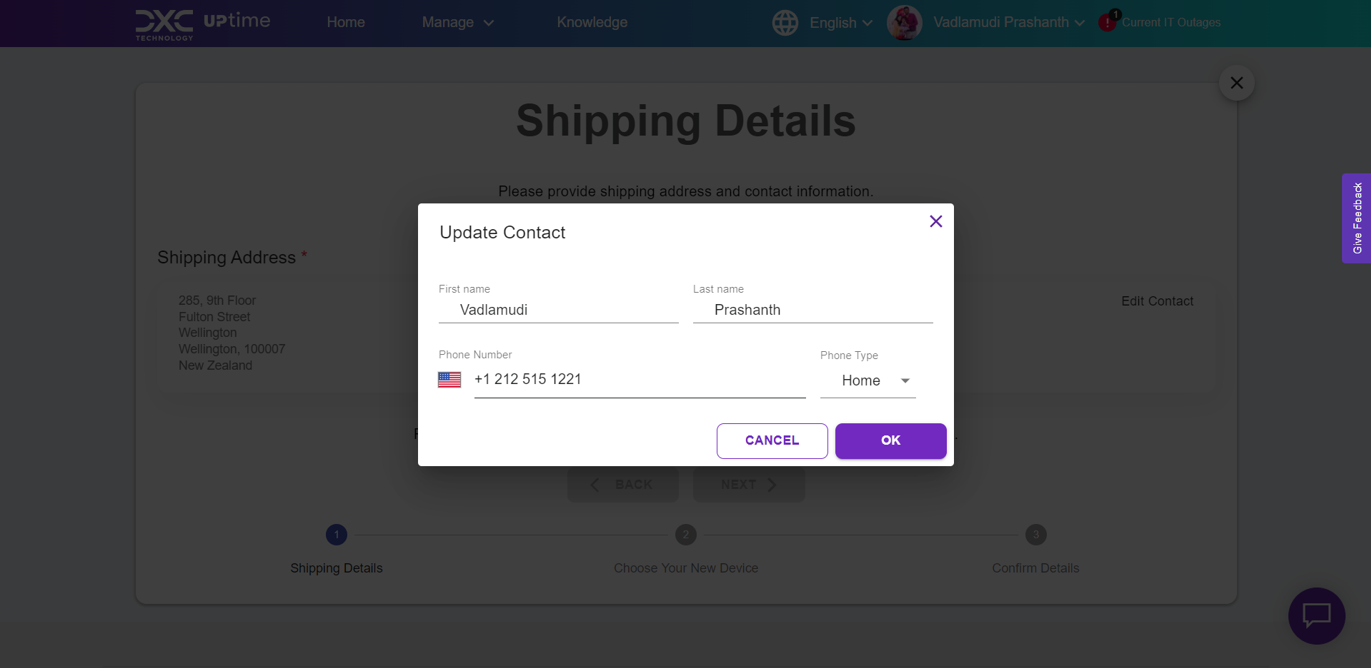 DXC TECHNOLOGY UPtime
Home
Manage
Knowledge
English
Vadlamudi Prashanth
1
Current IT Outages
Shipping Details
Please provide shipping address and contact information.
Give Feedback
Update Contact
Shipping Address *
285, 9th Floor
Fulton Street
Wellington
Wellington, 100007
New Zealand
Edit Contact
First name
Vadlamudi
Last name
Prashanth
Phone Number
+1 212 515 1221
Phone Type
Home
CANCEL
OK
BACK
NEXT
1
2
3
Shipping Details
Choose Your New Device
Confirm Details